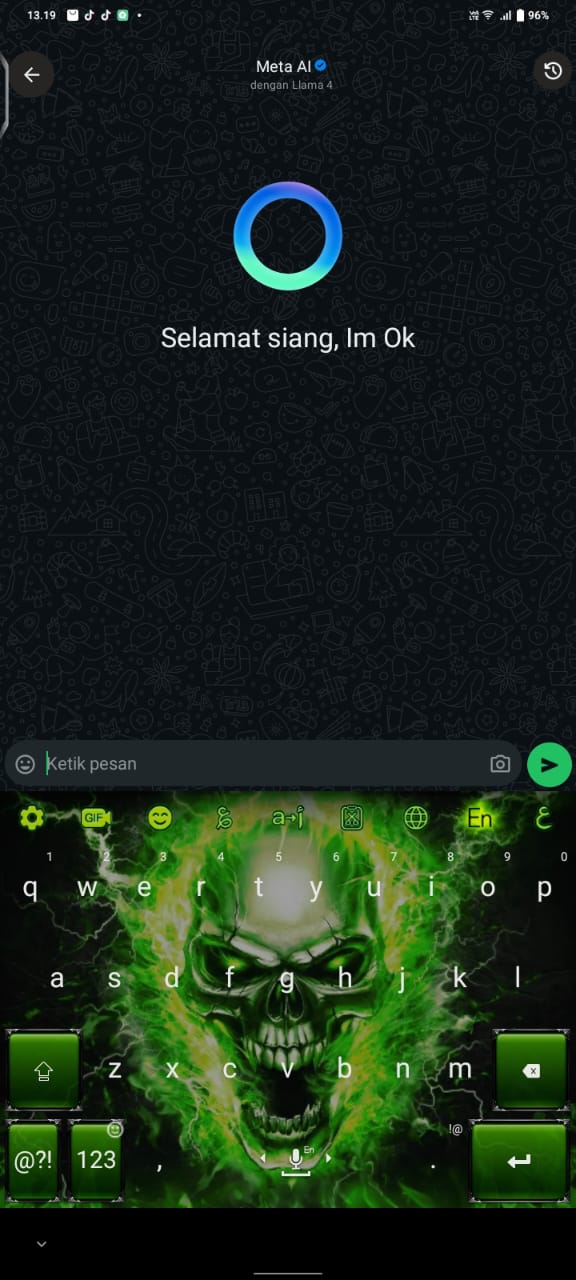 13.19 96%
Meta AI
dengan Llama 4
Selamat siang, Im Ok
Ketik pesan
GIF a→i En ع
1 2 3 4 5 6 7 8 9 0
q w e r t y u i o p
a s d f g h j k l
z x c v b n m
!@
@?! 123 , En .